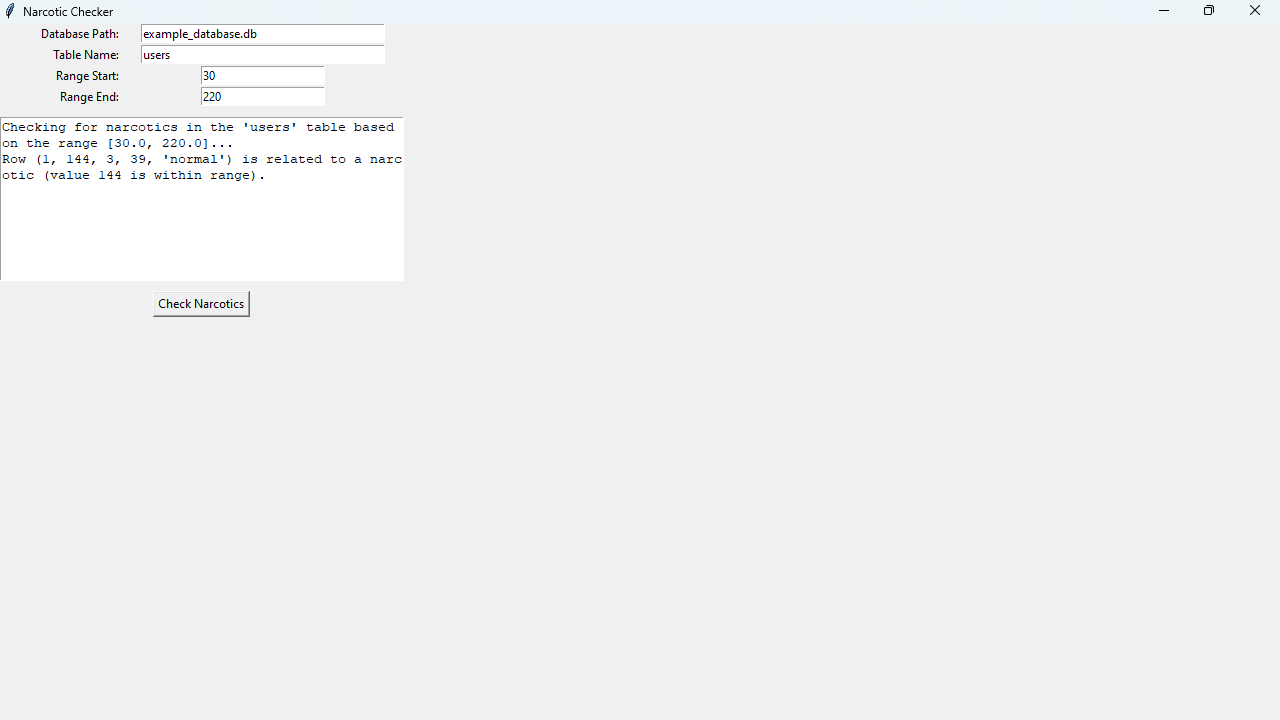 Narcotic Checker
Database Path: example_database.db
Table Name: users
Range Start: 30
Range End: 220
Checking for narcotics in the 'users' table based
on the range [30.0, 220.0]...
Row (1, 144, 3, 39, 'normal') is related to a narc
otic (value 144 is within range).
Check Narcotics